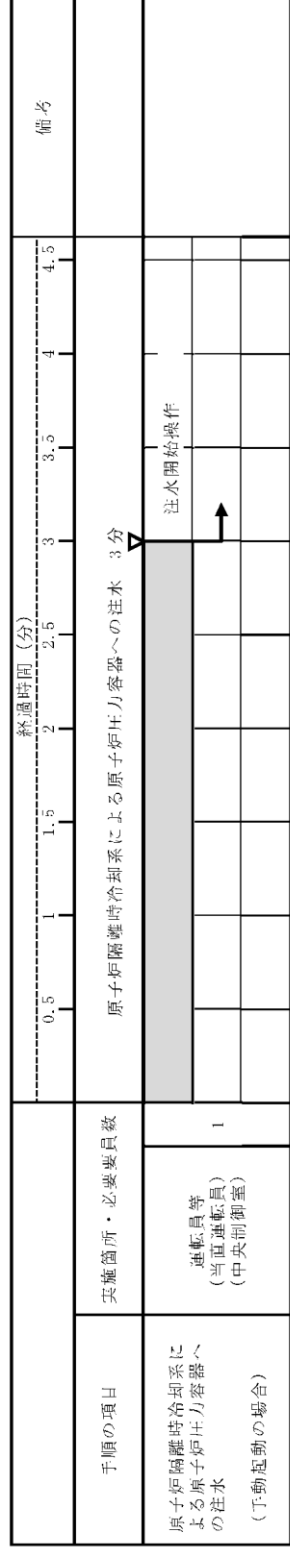 経過時間（分）
備考
0.5　1　1.5　2　2.5　3　3.5　4　4.5
手順の項目
実施箇所・必要要員数
原子炉隔離時冷却系による原子炉圧力容器への注水　3分
原子炉隔離時冷却系に
よる原子炉圧力容器へ
の注水
(手動起動の場合)
運転員等
(当直運転員)
(中央制御室)
1
注水開始操作